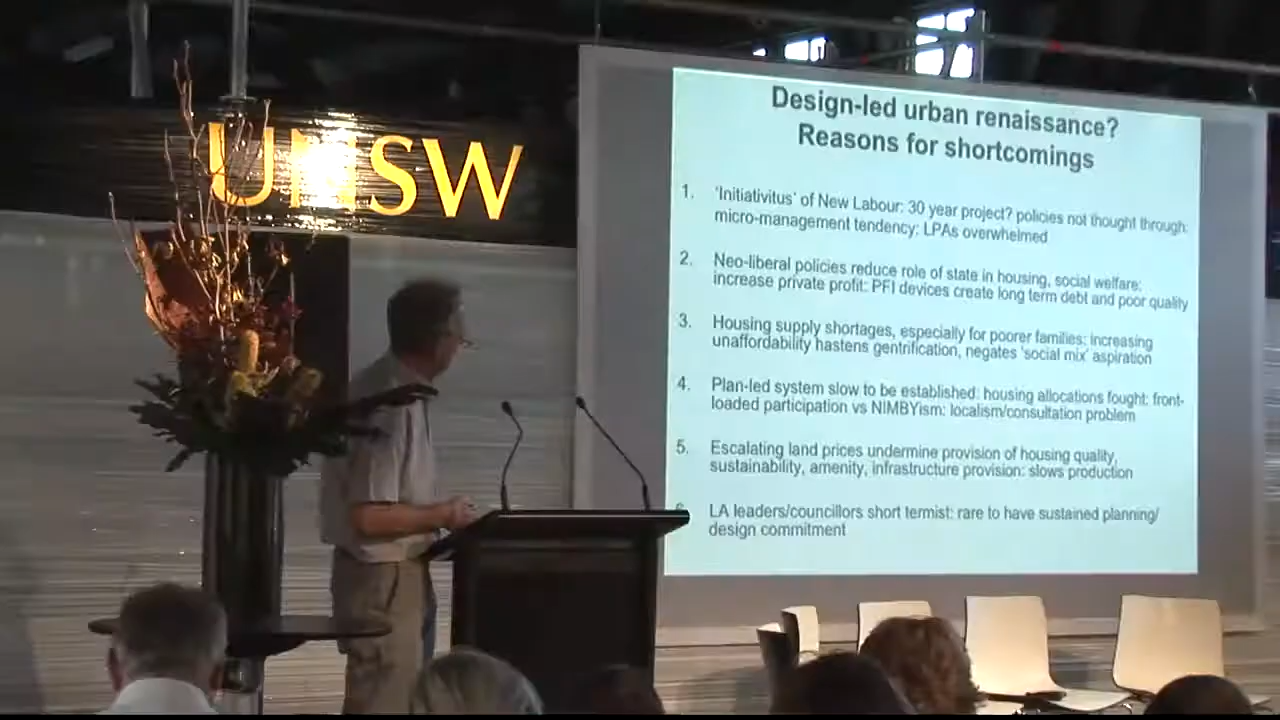 UNSW
Design-led urban renaissance?
Reasons for shortcomings
1. 'Initiativitus' of New Labour: 30 year project? policies not thought through:
micro-management tendency: LPAs overwhelmed
2. Neo-liberal policies reduce role of state in housing, social welfare:
increase private profit: PFI devices create long term debt and poor quality
3. Housing supply shortages, especially for poorer families: increasing
unaffordability hastens gentrification, negates 'social mix' aspiration
4. Plan-led system slow to be established: housing allocations fought: front-
loaded participation vs NIMBYism: localism/consultation problem
5. Escalating land prices undermine provision of housing quality,
sustainability, amenity, infrastructure provision: slows production
LA leaders/councillors short termist: rare to have sustained planning/
design commitment